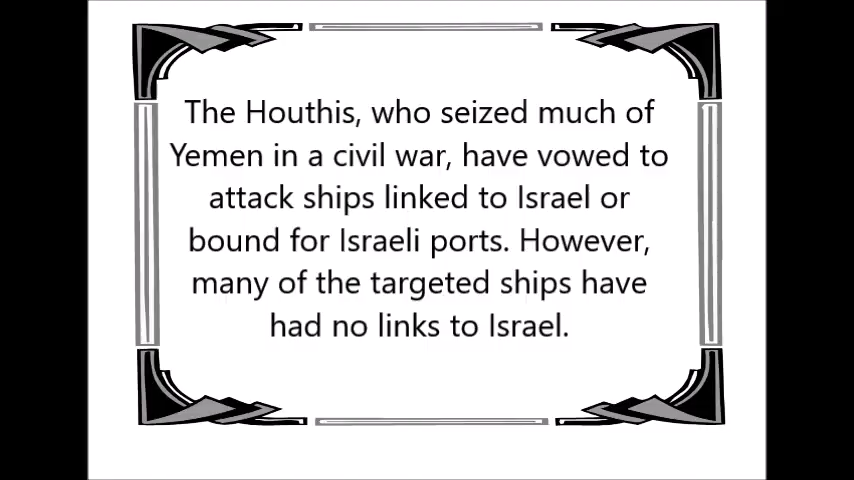 The Houthis, who seized much of
Yemen in a civil war, have vowed to
attack ships linked to Israel or
bound for Israeli ports. However,
many of the targeted ships have
had no links to Israel.